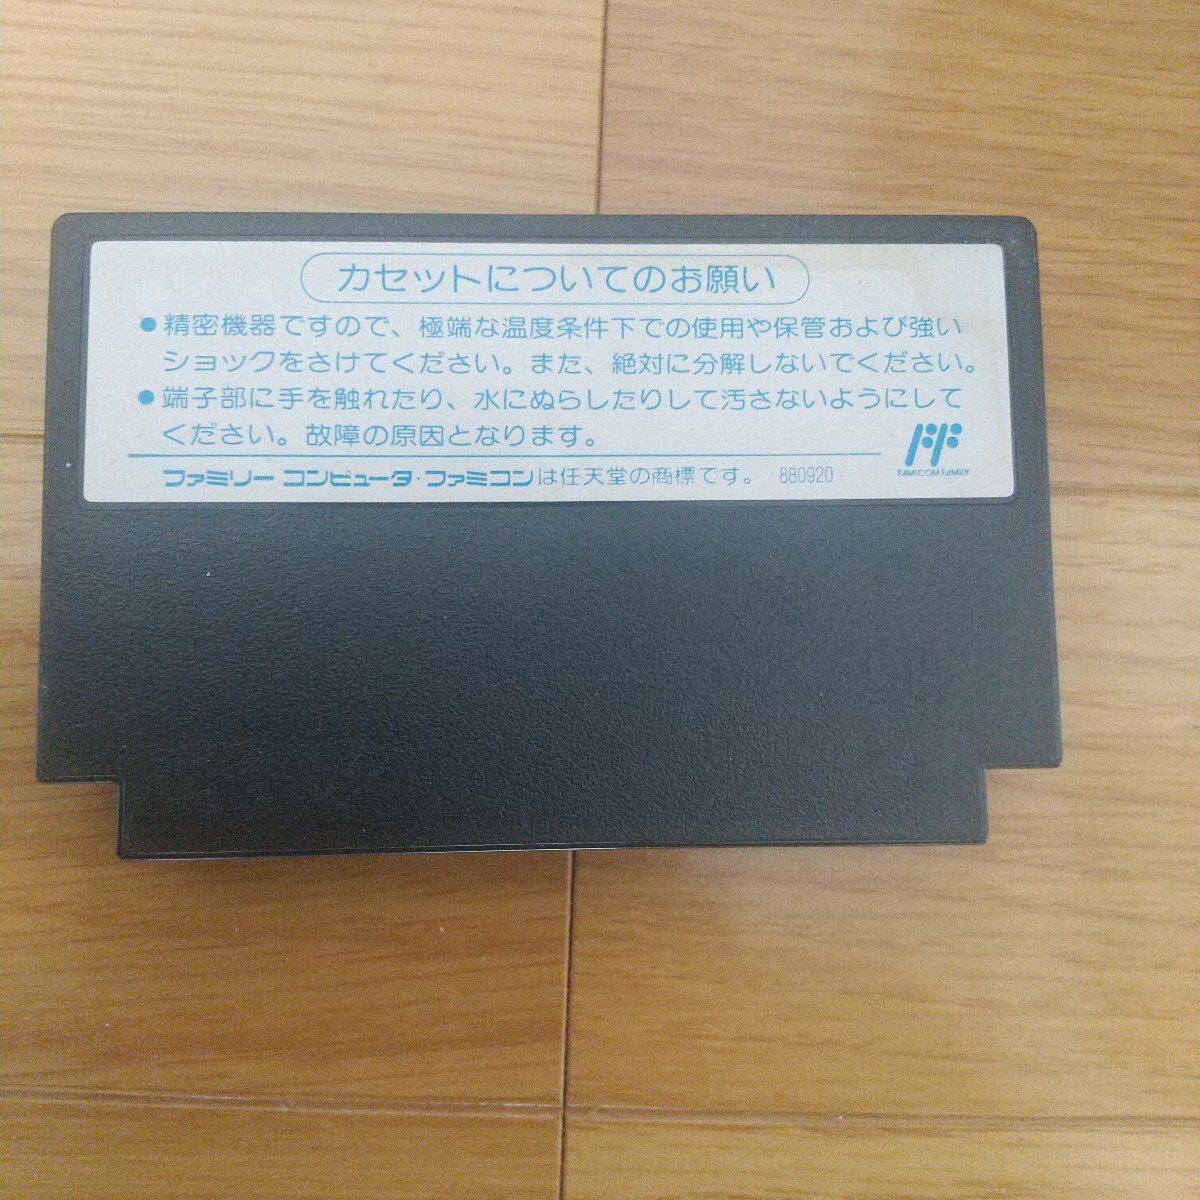 カセットについてのお願い
●精密機器ですので、極端な温度条件下での使用や保管および強い
ショックをさけてください。また、絶対に分解しないでください。
●端子部に手を触れたり、水にぬらしたりして汚さないようにして
ください。故障の原因となります。
FF
FAMICOM FAMILY
ファミリー コンピュータ・ファミコンは任天堂の商標です。 880920